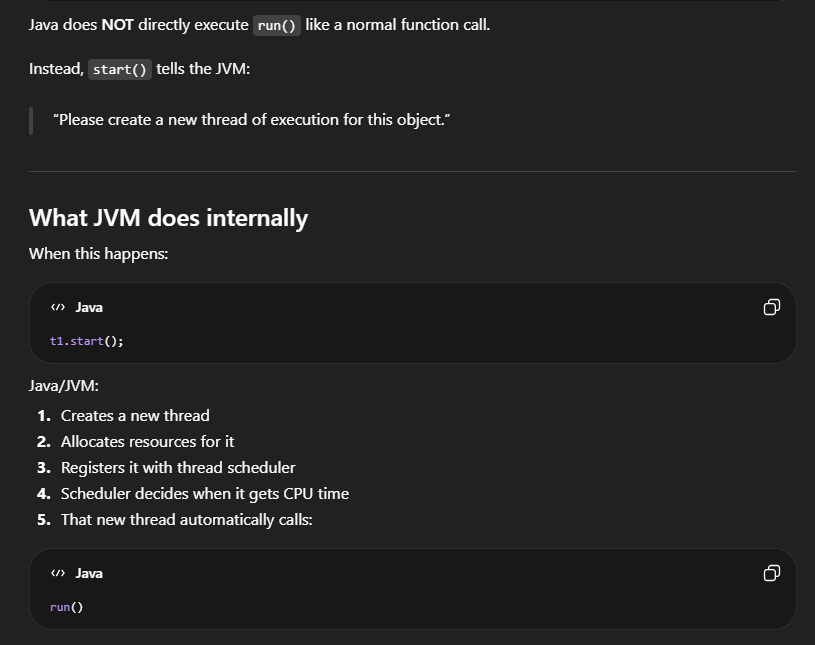 Java does NOT directly execute run() like a normal function call.
Instead, start() tells the JVM:
“Please create a new thread of execution for this object.”
What JVM does internally
When this happens:
Java
t1.start();
Java/JVM:
1. Creates a new thread
2. Allocates resources for it
3. Registers it with thread scheduler
4. Scheduler decides when it gets CPU time
5. That new thread automatically calls:
Java
run()